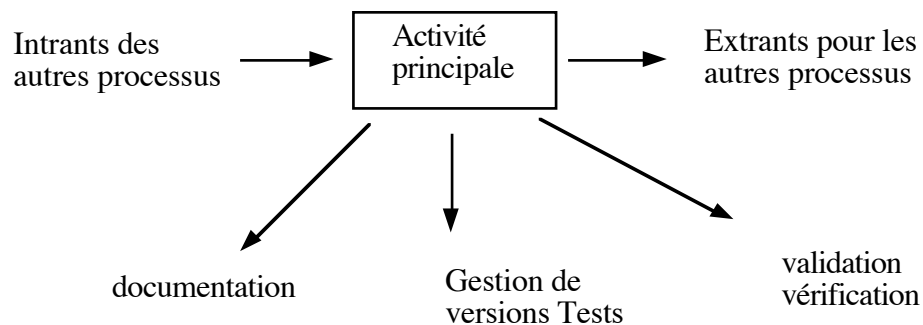 Intrants des
autres processus
Activité
principale
Extrants pour les
autres processus
documentation
Gestion de
versions Tests
validation
vérification